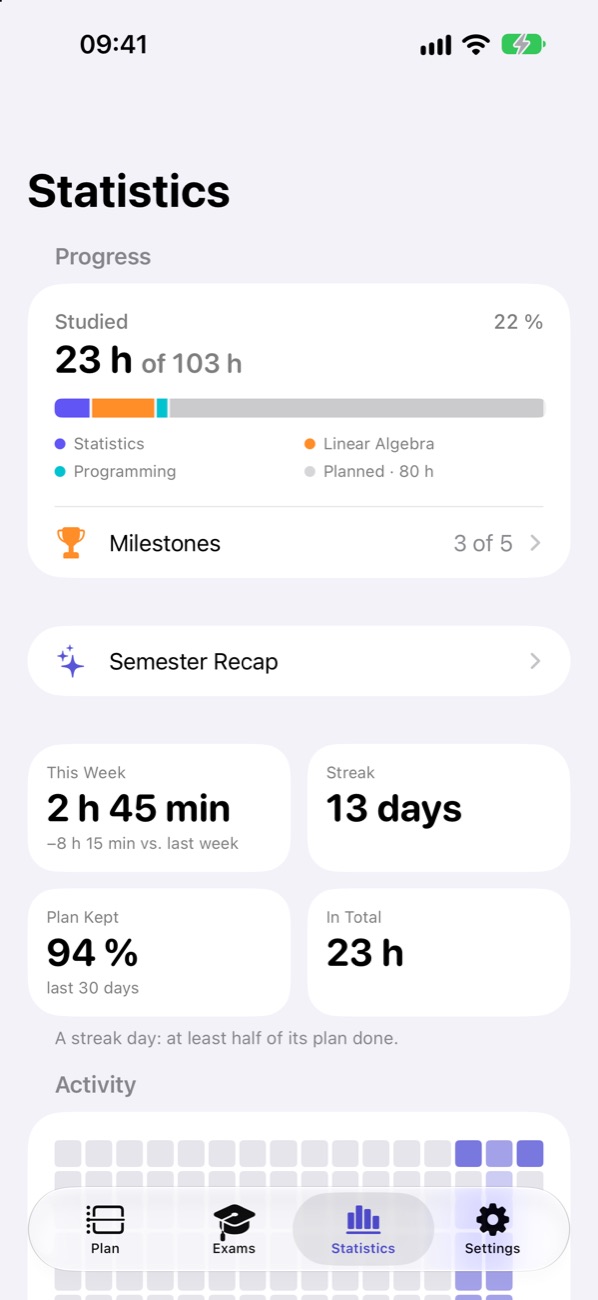 09:41
Statistics
Progress
Studied 22 %
23 h of 103 h
Statistics Linear Algebra
Programming Planned · 80 h
Milestones 3 of 5
Semester Recap
This Week
2 h 45 min
−8 h 15 min vs. last week
Streak
13 days
Plan Kept
94 %
last 30 days
In Total
23 h
A streak day: at least half of its plan done.
Activity
Plan Exams Statistics Settings